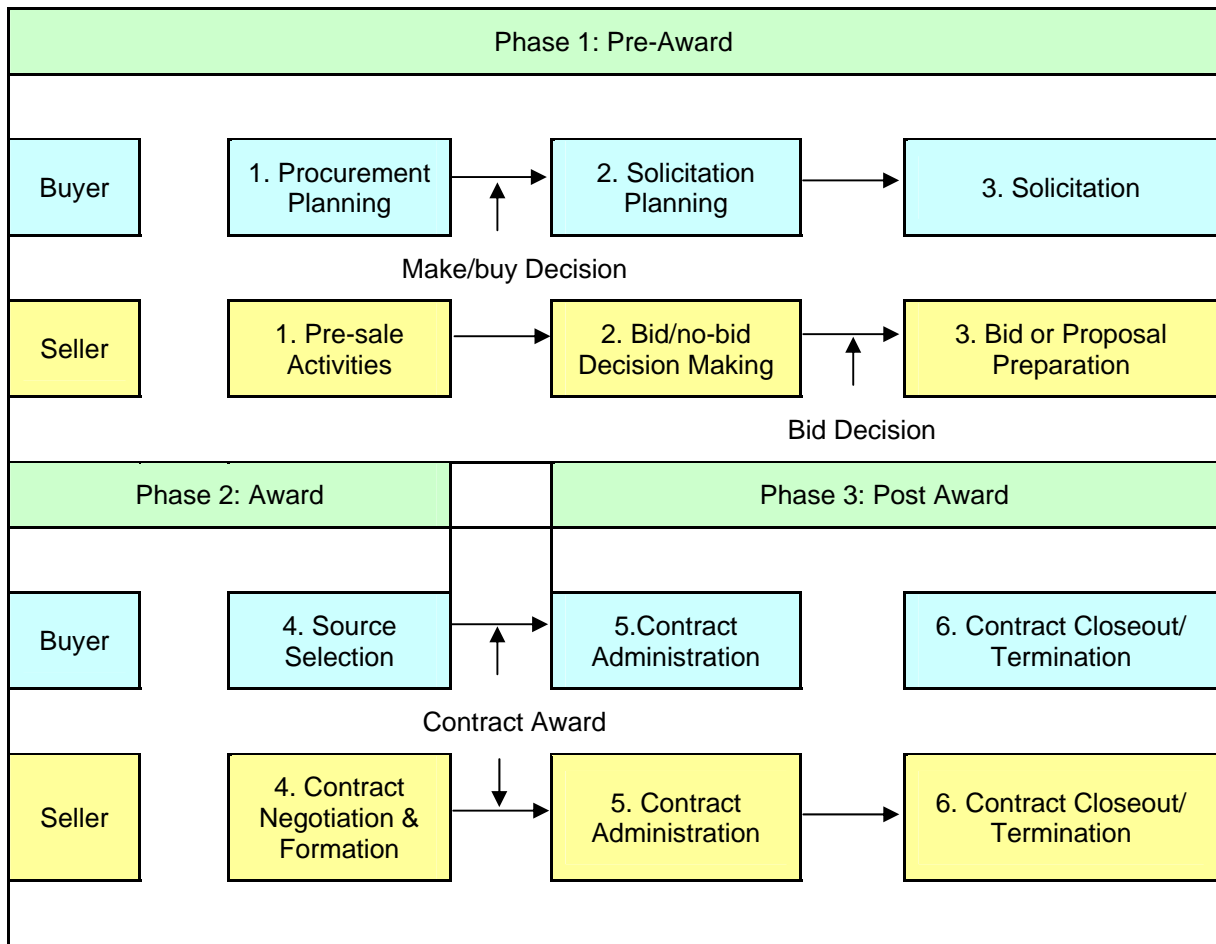 Phase 1: Pre-Award
Buyer
1. Procurement
Planning
2. Solicitation
Planning
3. Solicitation
Make/buy Decision
Seller
1. Pre-sale
Activities
2. Bid/no-bid
Decision Making
3. Bid or Proposal
Preparation
Bid Decision
Phase 2: Award
Phase 3: Post Award
Buyer
4. Source
Selection
5.Contract
Administration
6. Contract Closeout/
Termination
Contract Award
Seller
4. Contract
Negotiation &
Formation
5. Contract
Administration
6. Contract Closeout/
Termination